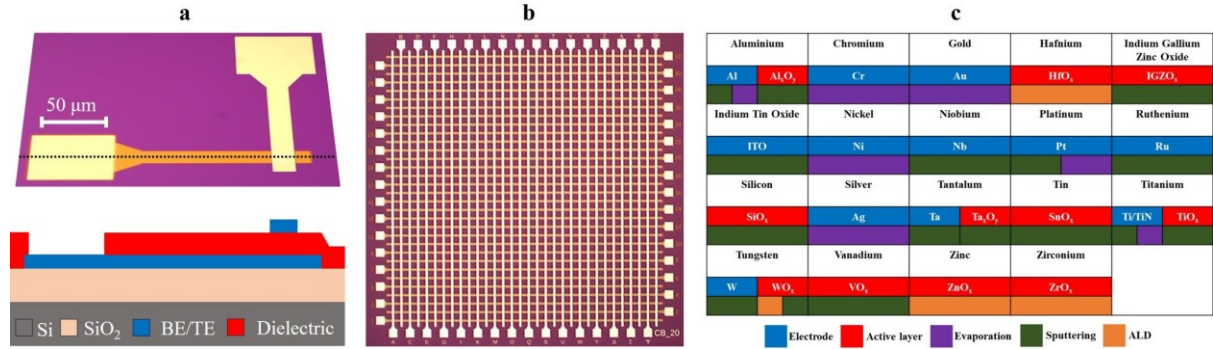 a
b
c
50 μm
Si
SiO₂
BE/TE
Dielectric
CB_20
Aluminium
Chromium
Gold
Hafnium
Indium Gallium
Zinc Oxide
Al
AlₓOᵧ
Cr
Au
HfOₓ
IGZOₓ
Indium Tin Oxide
Nickel
Niobium
Platinum
Ruthenium
ITO
Ni
Nb
Pt
Ru
Silicon
Silver
Tantalum
Tin
Titanium
SiOₓ
Ag
Ta
TaₓOᵧ
SnOₓ
Ti/TiN
TiOₓ
Tungsten
Vanadium
Zinc
Zirconium
W
WOₓ
VOₓ
ZnOₓ
ZrOₓ
Electrode
Active layer
Evaporation
Sputtering
ALD